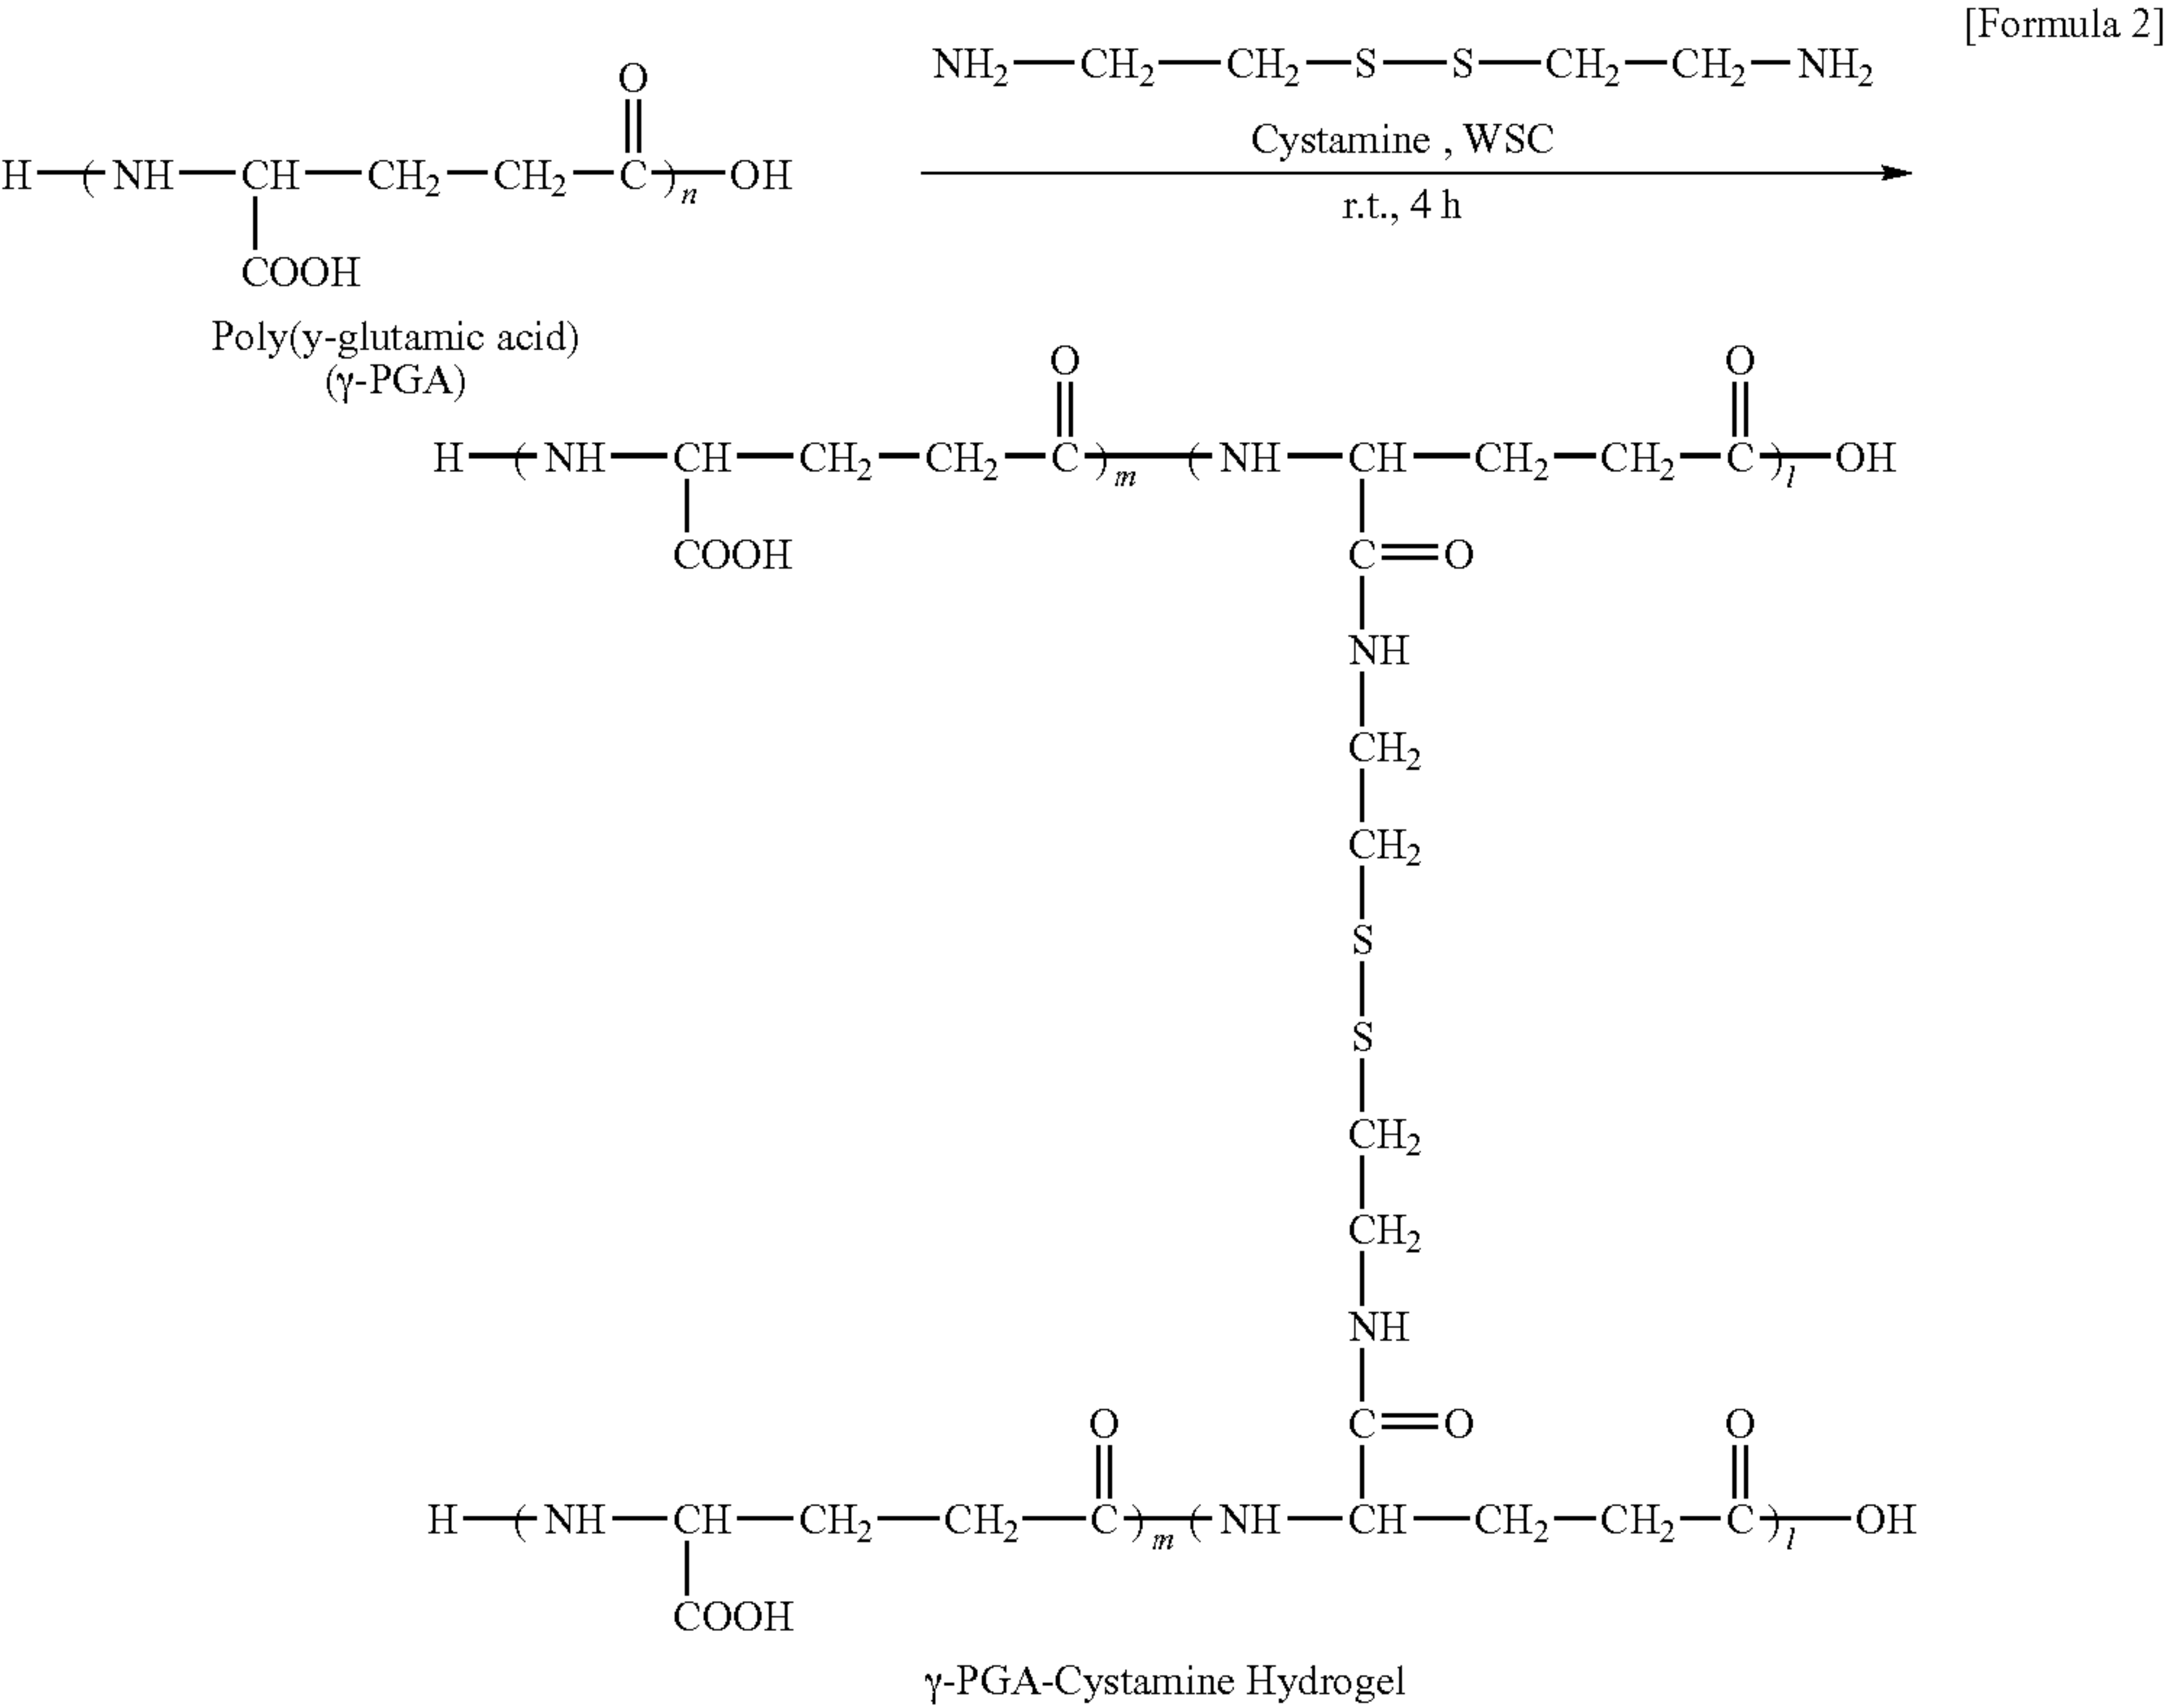 [Formula 2]
NH2—CH2—CH2—S—S—CH2—CH2—NH2
Cystamine , WSC
r.t., 4 h
O
H—( NH—CH—CH2—CH2—C )n—OH
COOH
Poly(y-glutamic acid)
(γ-PGA)
O O
H—( NH—CH—CH2—CH2—C )m—( NH—CH—CH2—CH2—C )l—OH
COOH C=O
NH
CH2
CH2
S
S
CH2
CH2
NH
O C=O O
H—( NH—CH—CH2—CH2—C )m—( NH—CH—CH2—CH2—C )l—OH
COOH
γ-PGA-Cystamine Hydrogel